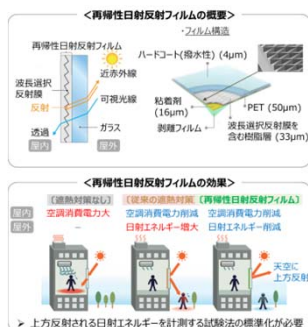 ＜再帰性日射反射フィルムの概要＞
再帰性日射反射フィルム
・フィルム構造
ハードコート(撥水性) (4μm)
近赤外線
波長選択
反射膜
反射
可視光線
透過
ガラス
屋内
屋外
粘着剤
(16μm)
剥離フィルム
PET (50μm)
波長選択反射膜を
含む樹脂層 (33μm)
＜再帰性日射反射フィルムの効果＞
〔遮熱対策なし〕
〔従来の遮熱対策〕
〔再帰性日射反射フィルム〕
屋内
空調消費電力大
空調消費電力削減
空調消費電力削減
屋外
－
日射エネルギー増大
日射エネルギー削減
天空に
上方反射
➢ 上方反射される日射エネルギーを計測する試験法の標準化が必要